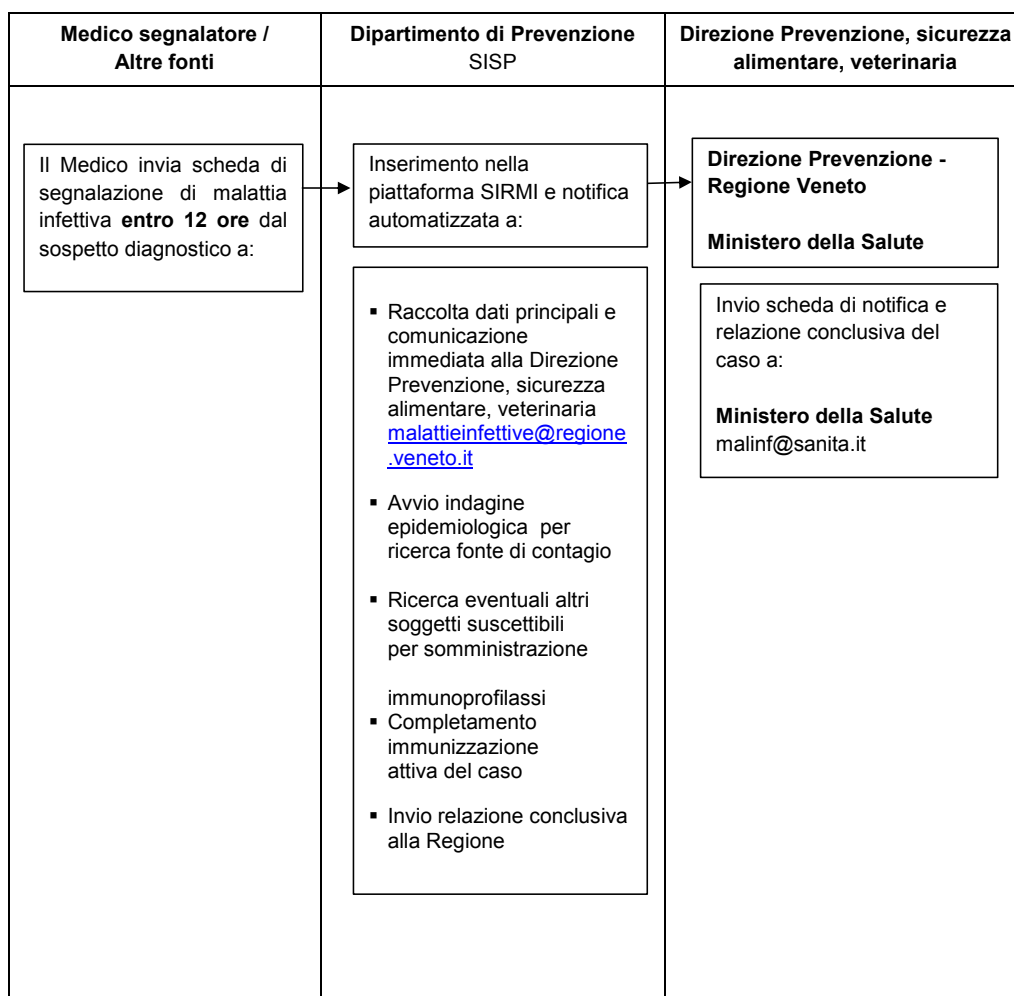 Medico segnalatore /
Altre fonti
Dipartimento di Prevenzione
SISP
Direzione Prevenzione, sicurezza
alimentare, veterinaria
Il Medico invia scheda di
segnalazione di malattia
infettiva entro 12 ore dal
sospetto diagnostico a:
Inserimento nella
piattaforma SIRMI e notifica
automatizzata a:
▪ Raccolta dati principali e
comunicazione
immediata alla Direzione
Prevenzione, sicurezza
alimentare, veterinaria
malattieinfettive@regione
.veneto.it
▪ Avvio indagine
epidemiologica per
ricerca fonte di contagio
▪ Ricerca eventuali altri
soggetti suscettibili
per somministrazione
immunoprofilassi
▪ Completamento
immunizzazione
attiva del caso
▪ Invio relazione conclusiva
alla Regione
Direzione Prevenzione -
Regione Veneto
Ministero della Salute
Invio scheda di notifica e
relazione conclusiva del
caso a:
Ministero della Salute
malinf@sanita.it